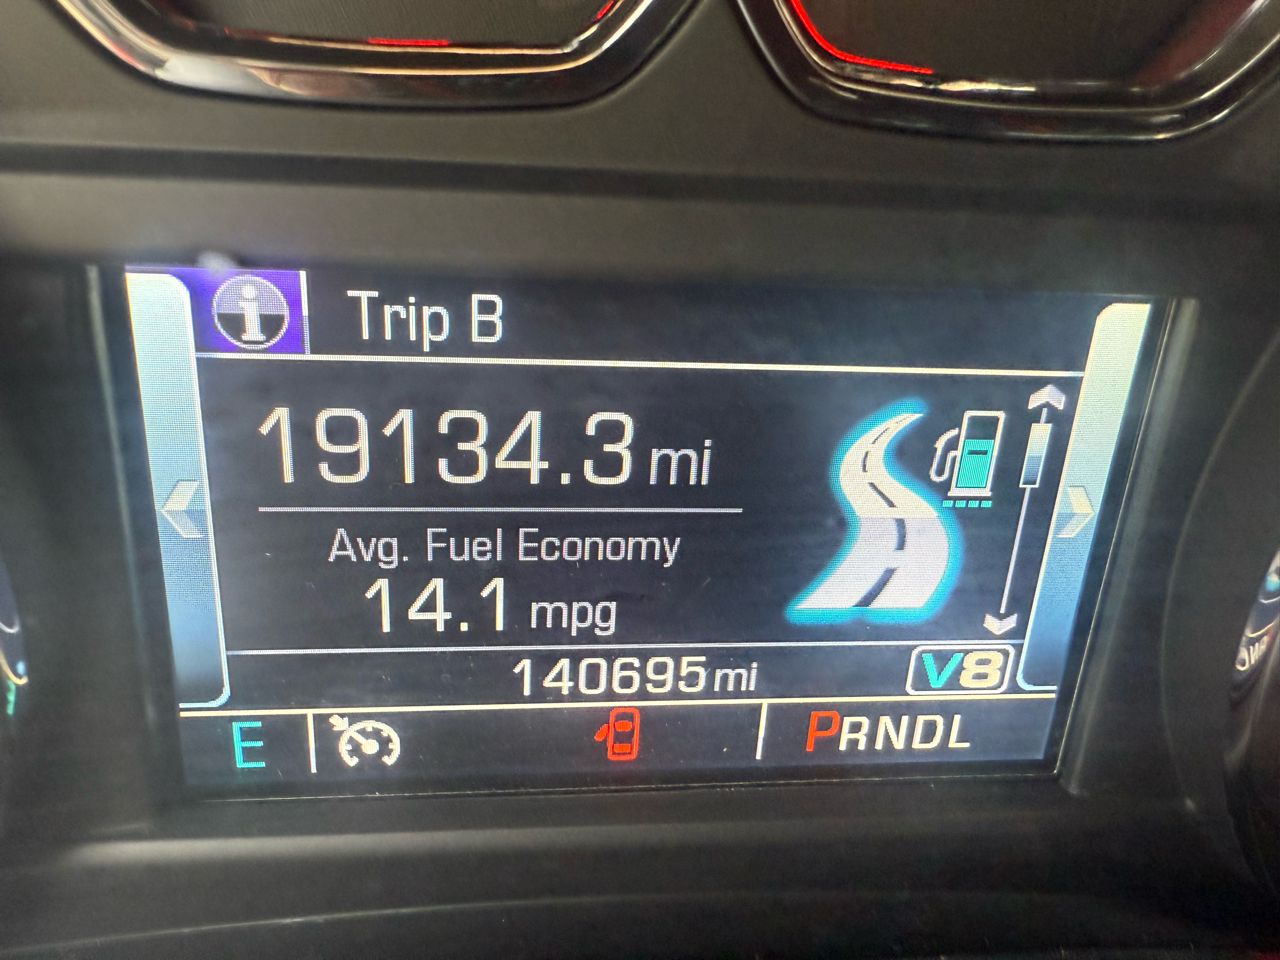 Trip B
19134.3 mi
Avg. Fuel Economy
14.1 mpg
140695 mi
V8
E
PRNDL